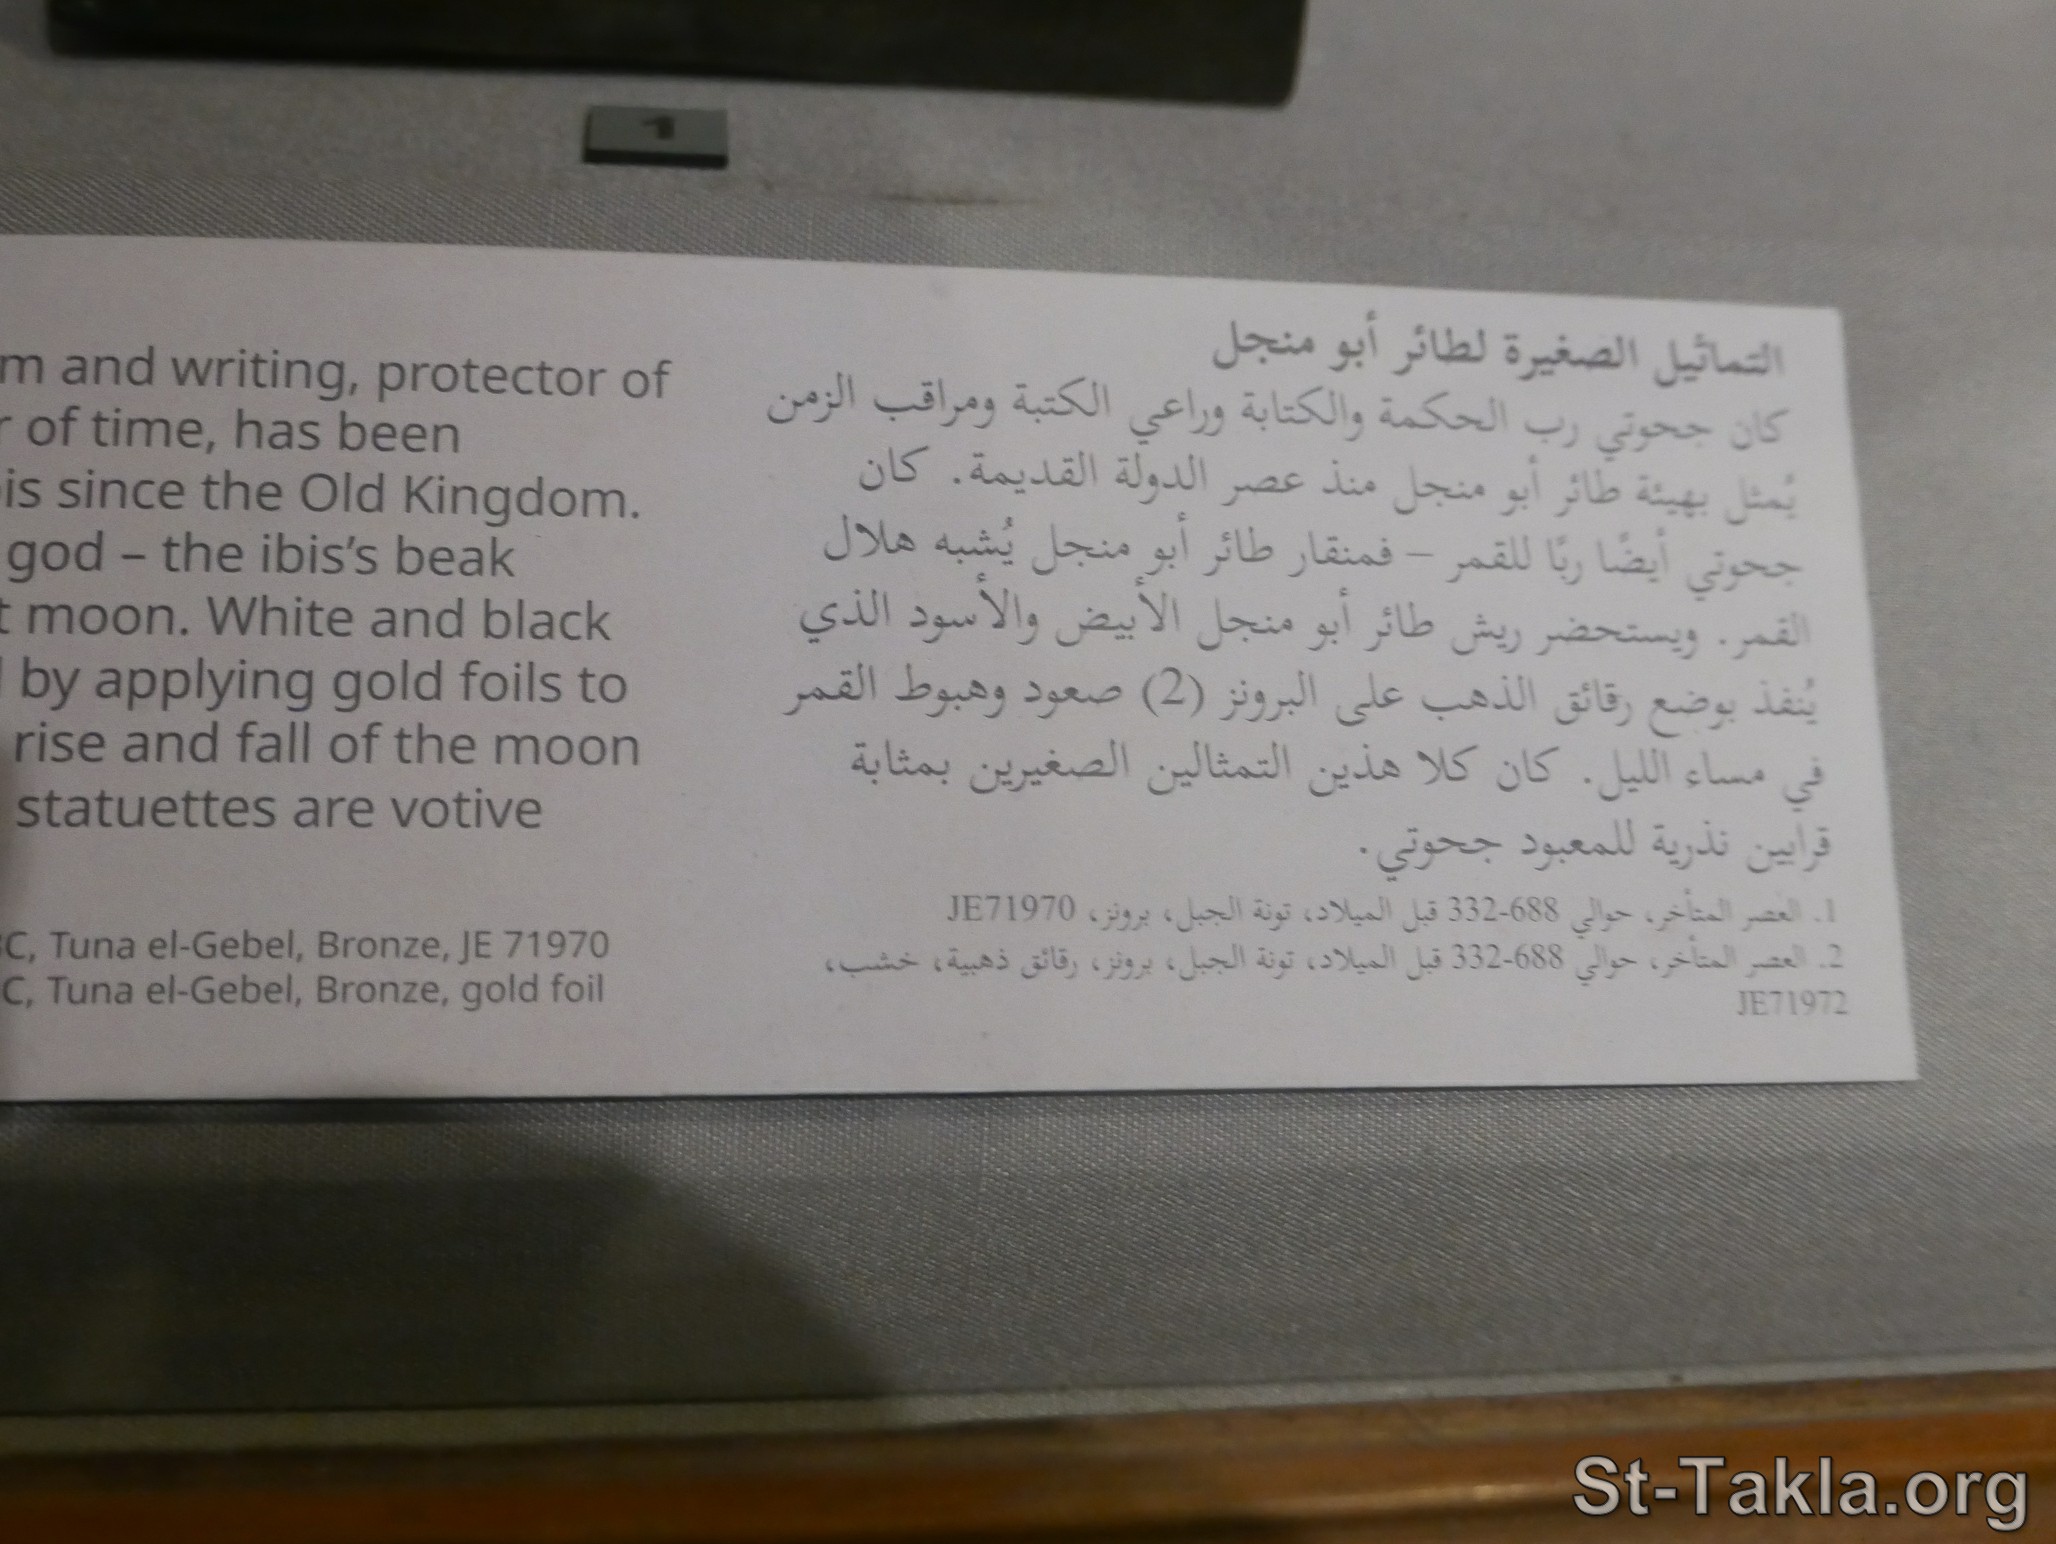 and writing, protector of
of time, has been
since the Old Kingdom.
god – the ibis's beak
moon. White and black
by applying gold foils to
rise and fall of the moon
statuettes are votive
Tuna el-Gebel, Bronze, JE 71970
Tuna el-Gebel, Bronze, gold foil
التماثيل الصغيرة لطائر أبو منجل
كان جحوتي رب الحكمة والكتابة وراعي الكتبة ومراقب الزمن
يُمثل بهيئة طائر أبو منجل منذ عصر الدولة القديمة. كان
جحوتي أيضًا ربًا للقمر – فمنقار طائر أبو منجل يُشبه هلال
القمر. ويستحضر ريش طائر أبو منجل الأبيض والأسود الذي
يُنفذ بوضع رقائق الذهب على البرونز (2) صعود وهبوط القمر
في مساء الليل. كان كلا هذين التمثالين الصغيرين بمثابة
قرابين نذرية للمعبود جحوتي.
1. العصر المتأخر، حوالي 688-332 قبل الميلاد، تونة الجبل، برونز، JE71970
2. العصر المتأخر، حوالي 688-332 قبل الميلاد، تونة الجبل، برونز، رقائق ذهبية، خشب،
JE71972
St-Takla.org